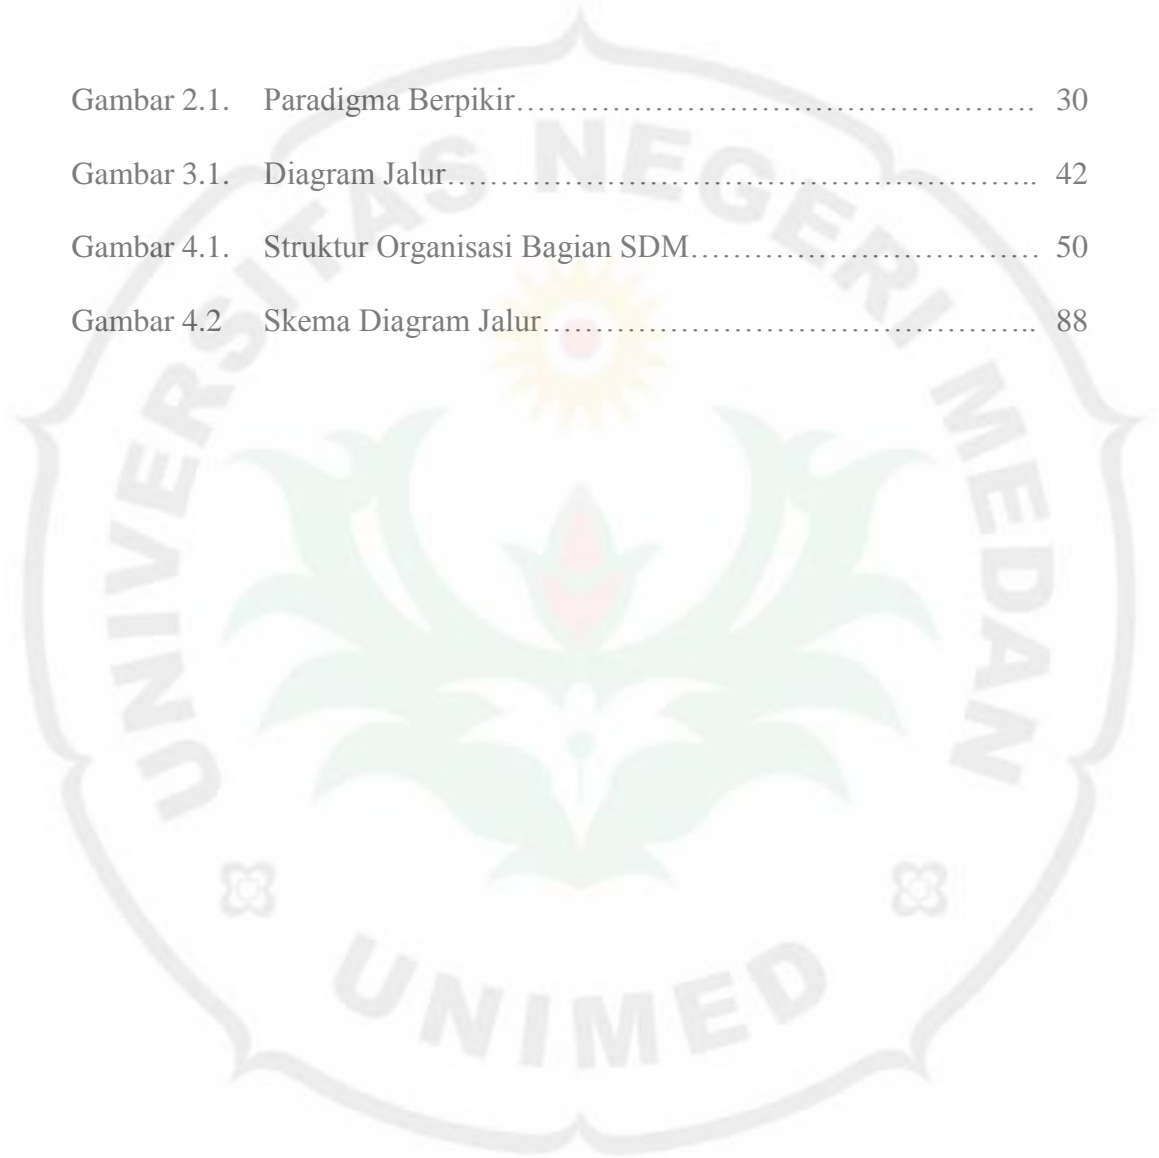 Gambar 2.1. Paradigma Berpikir……………………………………………. 30
Gambar 3.1. Diagram Jalur………………………………………………….. 42
Gambar 4.1. Struktur Organisasi Bagian SDM……………………………. 50
Gambar 4.2 Skema Diagram Jalur………………………………………….. 88
UNIVERSITAS NEGERI MEDAN
UNIMED